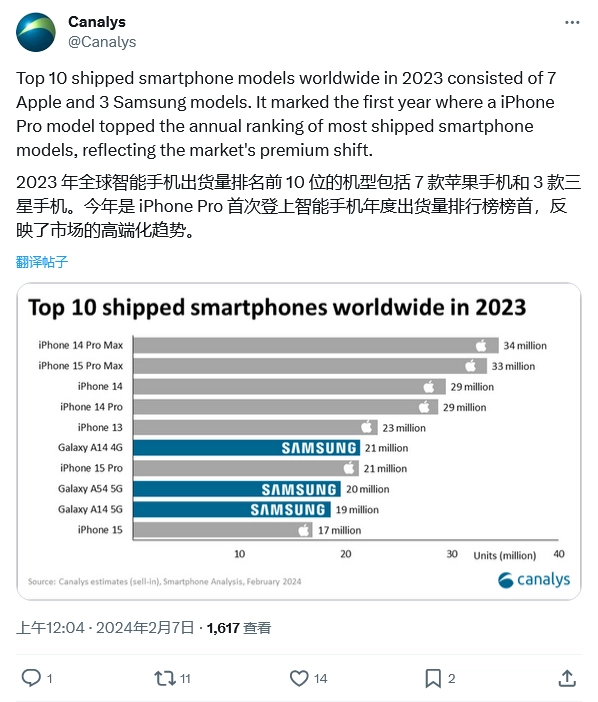 Canalys
@Canalys
Top 10 shipped smartphone models worldwide in 2023 consisted of 7
Apple and 3 Samsung models. It marked the first year where a iPhone
Pro model topped the annual ranking of most shipped smartphone
models, reflecting the market's premium shift.
2023 年全球智能手机出货量排名前 10 位的机型包括 7 款苹果手机和 3 款三
星手机。今年是 iPhone Pro 首次登上智能手机年度出货量排行榜榜首，反
映了市场的高端化趋势。
翻译帖子
Top 10 shipped smartphones worldwide in 2023
iPhone 14 Pro Max 34 million
iPhone 15 Pro Max 33 million
iPhone 14 29 million
iPhone 14 Pro 29 million
iPhone 13 23 million
Galaxy A14 4G SAMSUNG 21 million
iPhone 15 Pro 21 million
Galaxy A54 5G SAMSUNG 20 million
Galaxy A14 5G SAMSUNG 19 million
iPhone 15 17 million
10 20 30 Units (million) 40
Source: Canalys estimates (sell-in), Smartphone Analysis, February 2024
canalys
上午12:04 · 2024年2月7日 · 1,617 查看
1 11 14 2